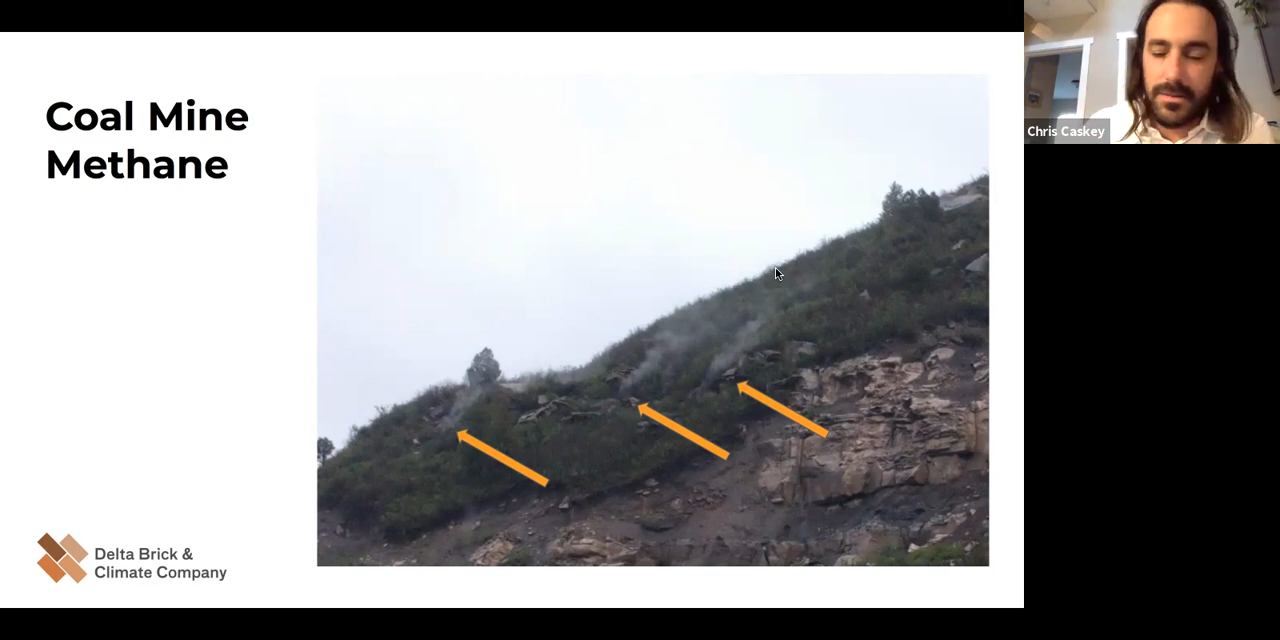 Coal Mine
Methane
Chris Caskey
Delta Brick &
Climate Company